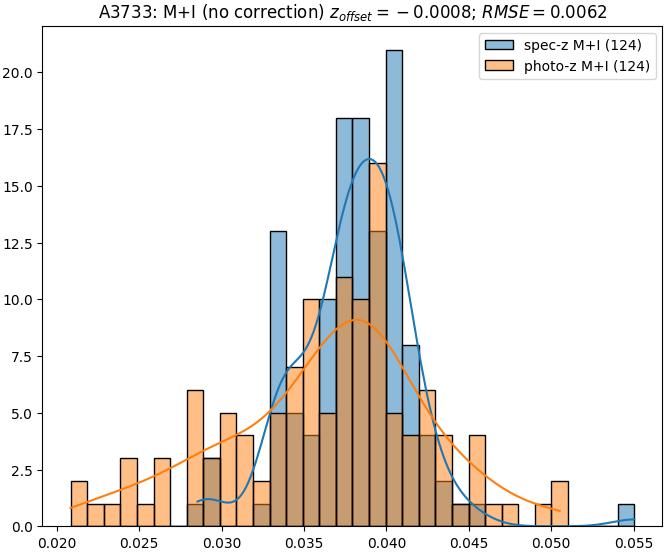 A3733: M+I (no correction) z_offset = −0.0008; RMSE = 0.0062
spec-z M+I (124)
photo-z M+I (124)
20.0
17.5
15.0
12.5
10.0
7.5
5.0
2.5
0.0
0.020 0.025 0.030 0.035 0.040 0.045 0.050 0.055